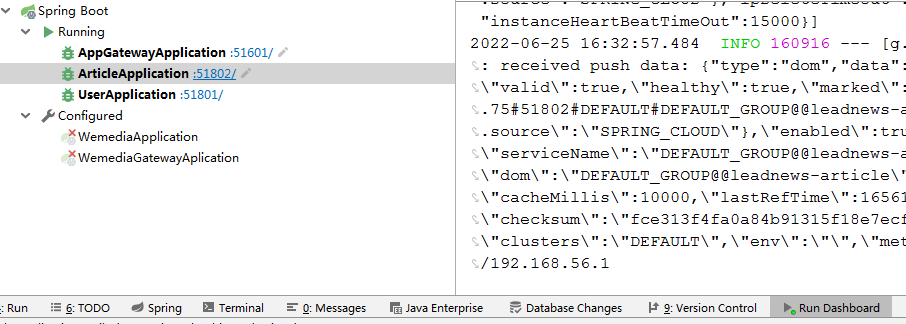 Spring Boot
Running
AppGatewayApplication :51601/
ArticleApplication :51802/
UserApplication :51801/
Configured
WemediaApplication
WemediaGatewayAplication
"instanceHeartBeatTimeOut":15000}]
2022-06-25 16:32:57.484 INFO 160916 --- [g.
: received push data: {"type":"dom","data":
\"valid\":true,\"healthy\":true,\"marked\":
.75#51802#DEFAULT#DEFAULT_GROUP@@leadnews-ar
.source\":\"SPRING_CLOUD\"},\"enabled\":tru
\"serviceName\":\"DEFAULT_GROUP@@leadnews-a
\"dom\":\"DEFAULT_GROUP@@leadnews-article\"
\"cacheMillis\":10000,\"lastRefTime\":16561
\"checksum\":\"fce313f4fa0a84b91315f18e7ecf
\"clusters\":\"DEFAULT\",\"env\":\"\",\"met
/192.168.56.1
: Run 6: TODO Spring Terminal 0: Messages Java Enterprise Database Changes 9: Version Control Run Dashboard